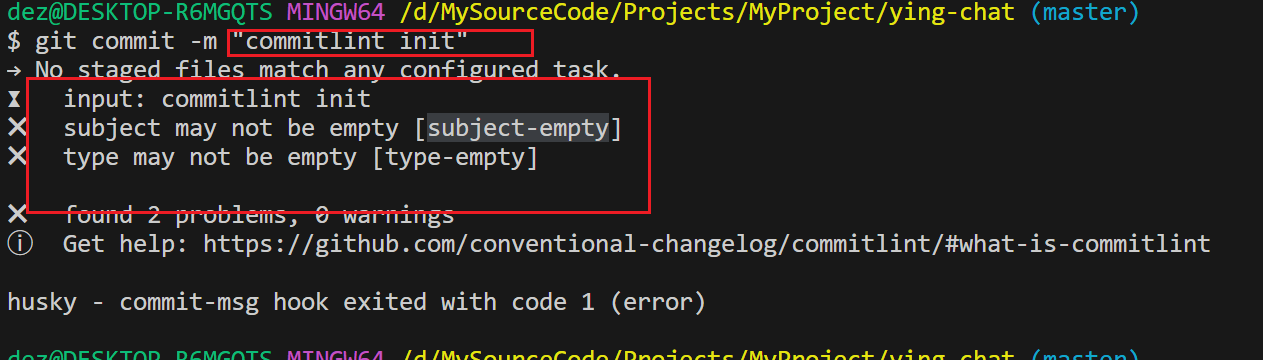 dez@DESKTOP-R6MGQTS MINGW64 /d/MySourceCode/Projects/MyProject/ying-chat (master)
$ git commit -m "commitlint init"
→ No staged files match any configured task.
⧗ input: commitlint init
✖ subject may not be empty [subject-empty]
✖ type may not be empty [type-empty]
✖ found 2 problems, 0 warnings
ⓘ Get help: https://github.com/conventional-changelog/commitlint/#what-is-commitlint
husky - commit-msg hook exited with code 1 (error)
dez@DESKTOP-R6MGQTS MINGW64 /d/MySourceCode/Projects/MyProject/ying-chat (master)